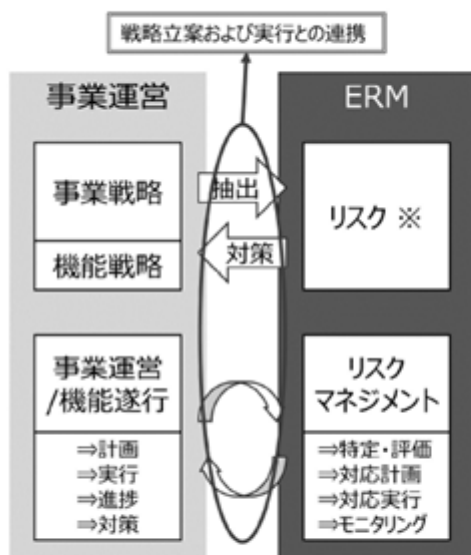 戦略立案および実行との連携
事業運営
ERM
事業戦略
機能戦略
抽出
対策
リスク ※
事業運営
/機能遂行
⇒計画
⇒実行
⇒進捗
⇒対策
リスク
マネジメント
⇒特定・評価
⇒対応計画
⇒対応実行
⇒モニタリング